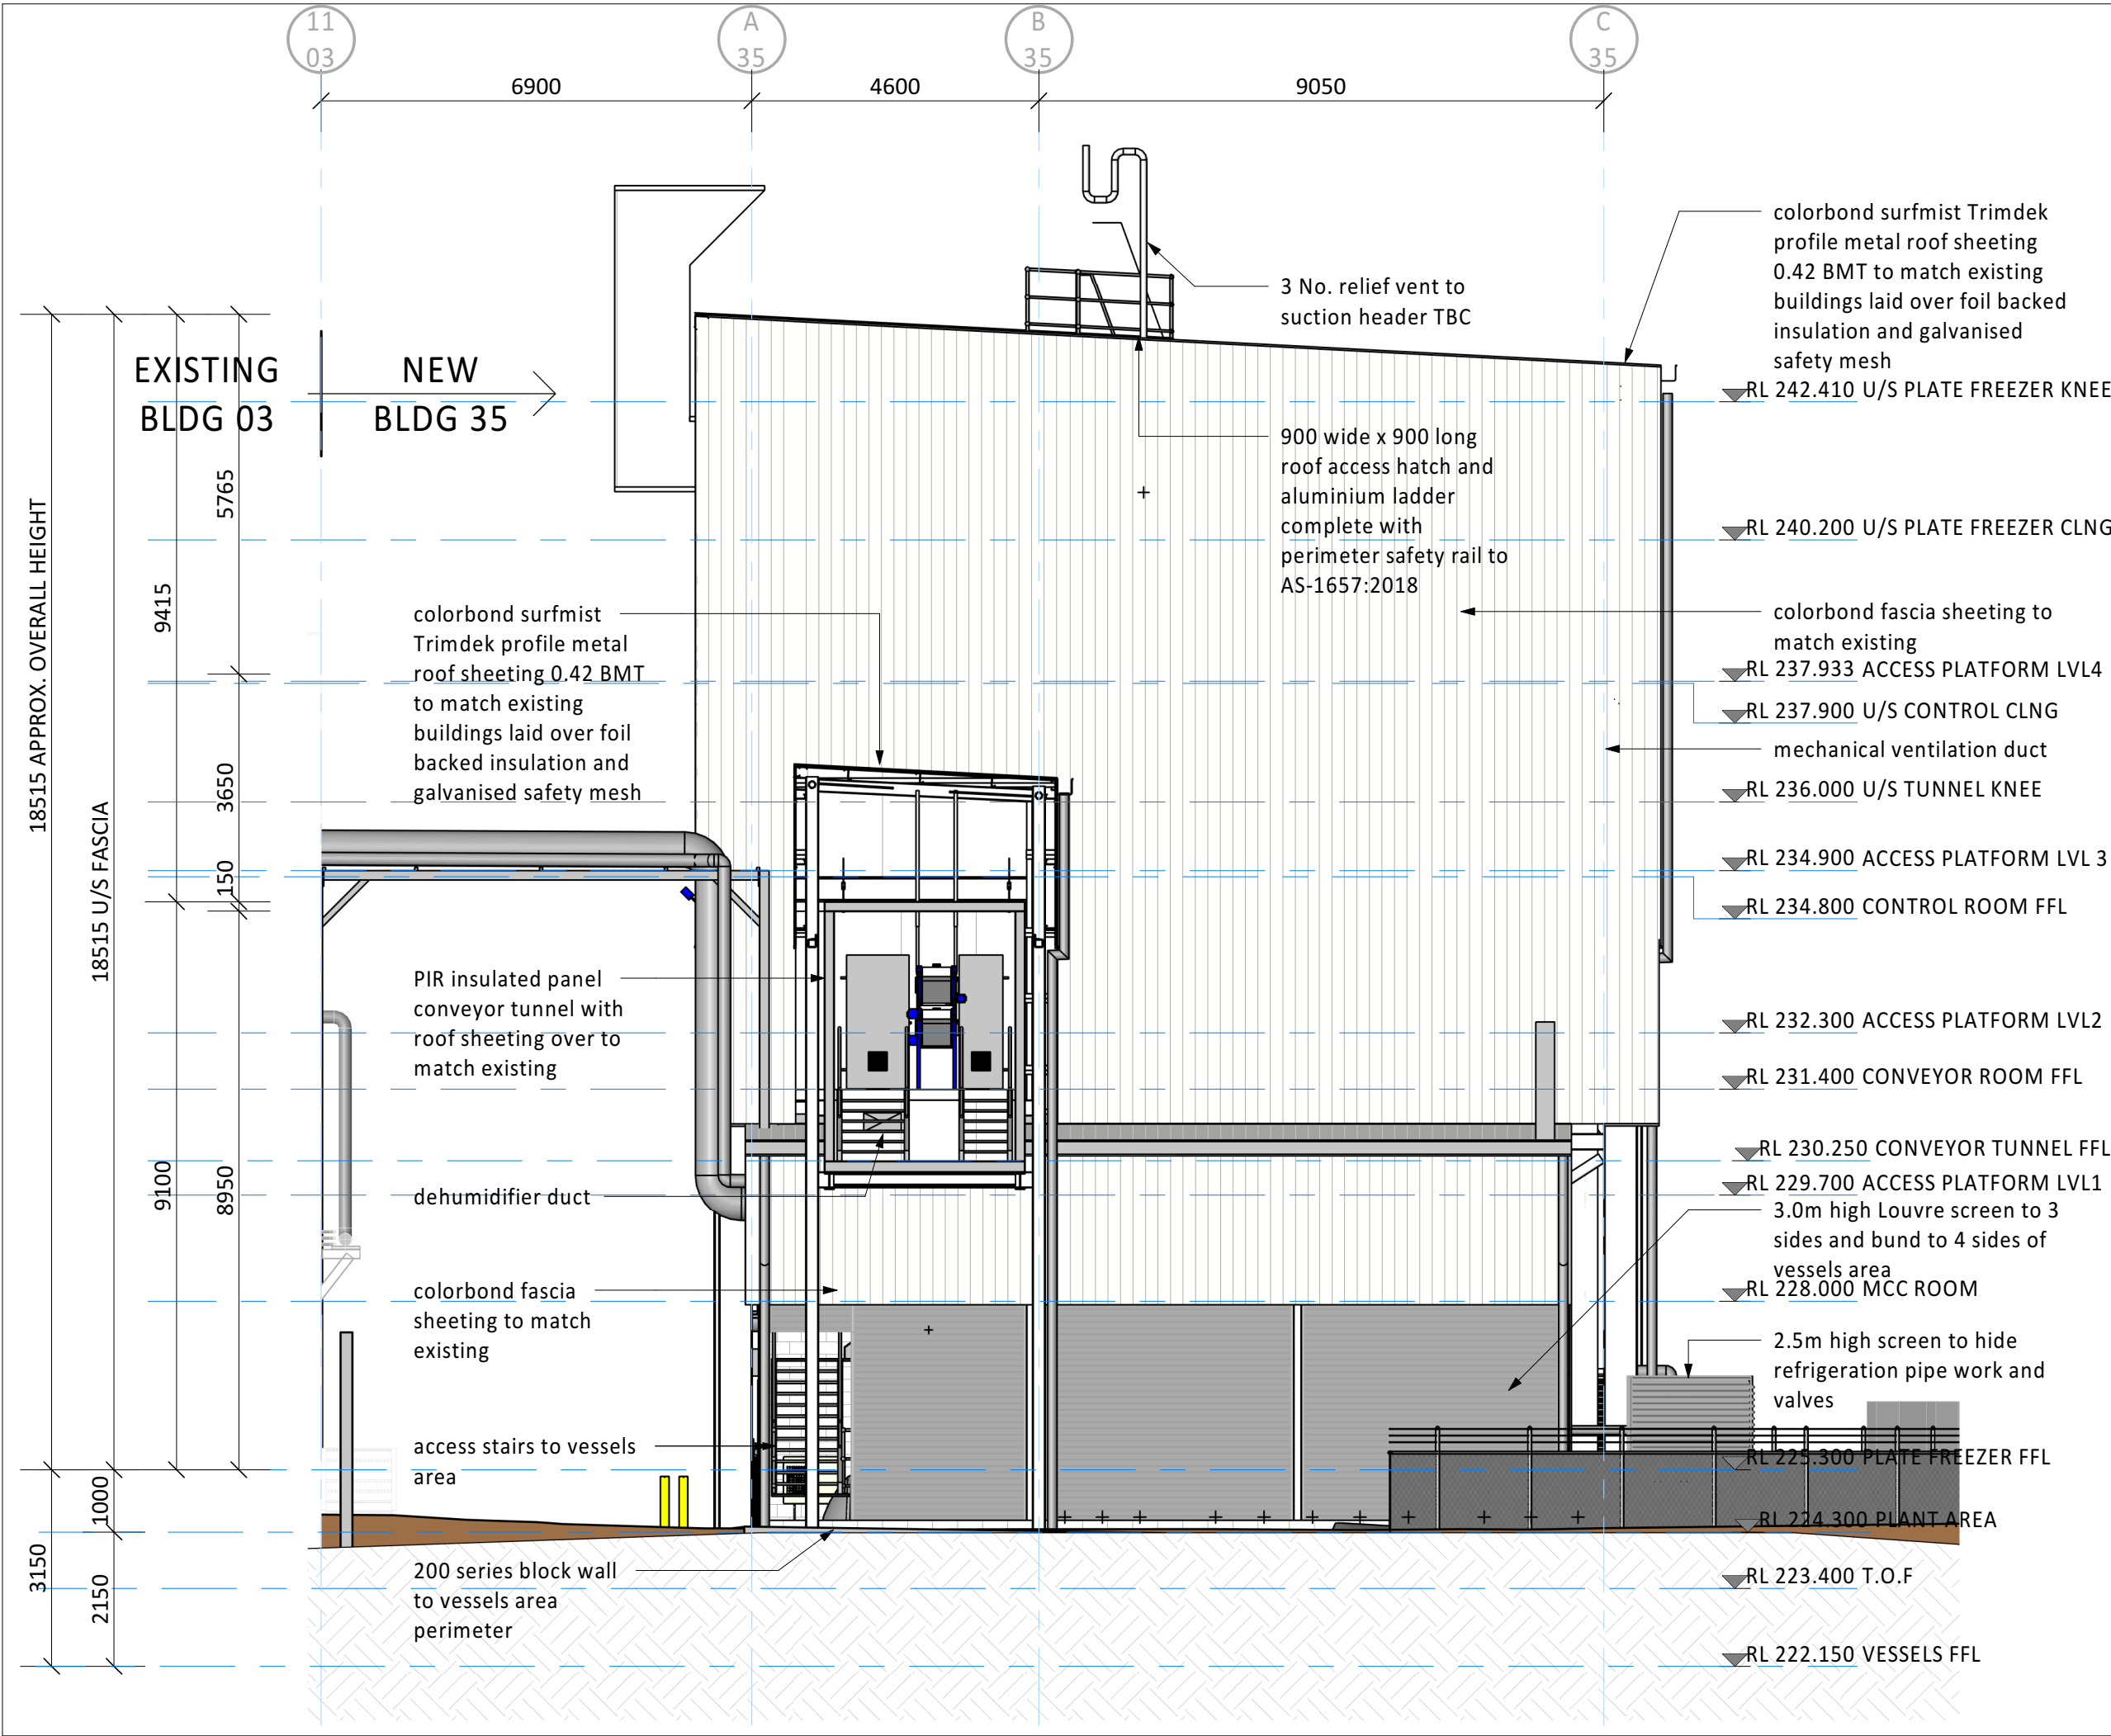 11
03
A
35
B
35
C
35
6900
4600
9050
colorbond surfmist Trimdek
profile metal roof sheeting
0.42 BMT to match existing
buildings laid over foil backed
insulation and galvanised
safety mesh
3 No. relief vent to
suction header TBC
EXISTING
BLDG 03
NEW
BLDG 35
RL 242.410 U/S PLATE FREEZER KNEE
900 wide x 900 long
roof access hatch and
aluminium ladder
complete with
perimeter safety rail to
AS-1657:2018
RL 240.200 U/S PLATE FREEZER CLNG
colorbond surfmist
Trimdek profile metal
roof sheeting 0.42 BMT
to match existing
buildings laid over foil
backed insulation and
galvanised safety mesh
colorbond fascia sheeting to
match existing
RL 237.933 ACCESS PLATFORM LVL4
RL 237.900 U/S CONTROL CLNG
mechanical ventilation duct
RL 236.000 U/S TUNNEL KNEE
RL 234.900 ACCESS PLATFORM LVL 3
RL 234.800 CONTROL ROOM FFL
PIR insulated panel
conveyor tunnel with
roof sheeting over to
match existing
RL 232.300 ACCESS PLATFORM LVL2
RL 231.400 CONVEYOR ROOM FFL
RL 230.250 CONVEYOR TUNNEL FFL
dehumidifier duct
RL 229.700 ACCESS PLATFORM LVL1
3.0m high Louvre screen to 3
sides and bund to 4 sides of
vessels area
colorbond fascia
sheeting to match
existing
RL 228.000 MCC ROOM
2.5m high screen to hide
refrigeration pipe work and
valves
access stairs to vessels
area
RL 225.300 PLATE FREEZER FFL
RL 224.300 PLANT AREA
200 series block wall
to vessels area
perimeter
RL 223.400 T.O.F
RL 222.150 VESSELS FFL
18515 APPROX. OVERALL HEIGHT
3150
18515 U/S FASCIA
1000
2150
9415
9100
5765
3650
150
8950